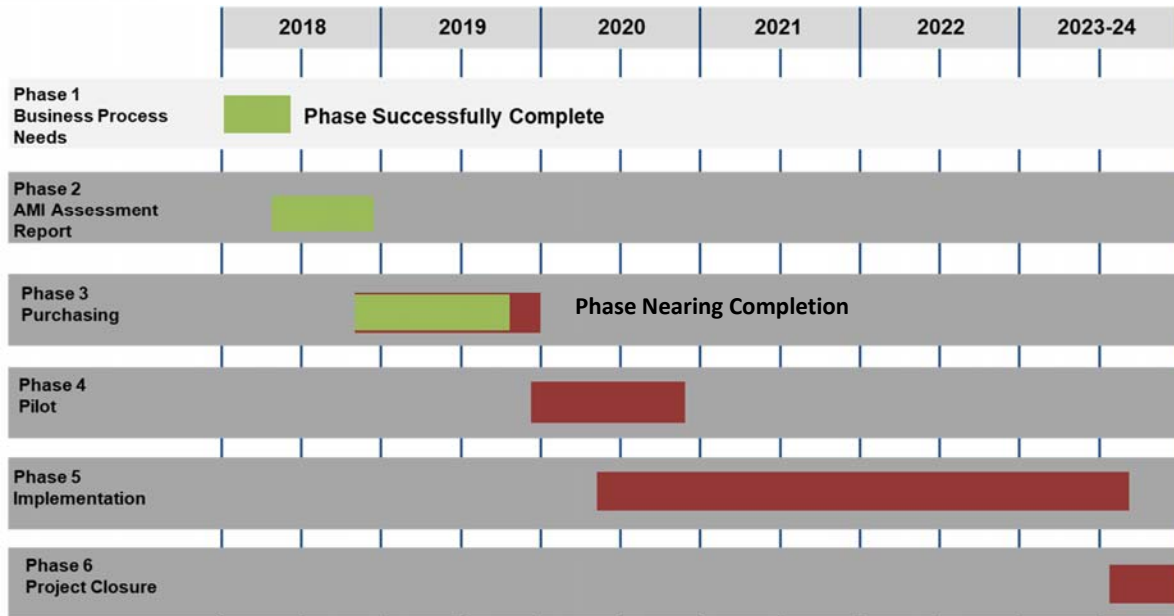 2018 2019 2020 2021 2022 2023-24
Phase 1
Business Process
Needs
Phase Successfully Complete
Phase 2
AMI Assessment
Report
Phase 3
Purchasing
Phase Nearing Completion
Phase 4
Pilot
Phase 5
Implementation
Phase 6
Project Closure